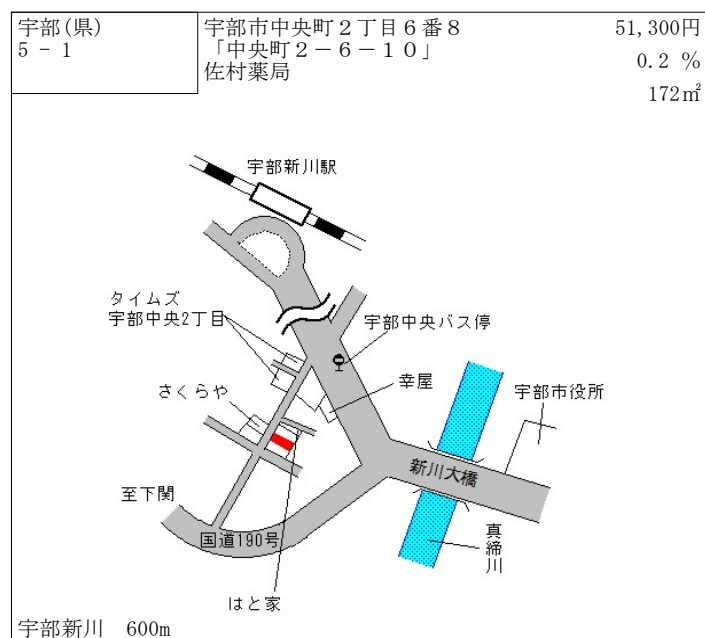 宇部(県)
5 - 1
宇部市中央町２丁目６番８
「中央町２－６－１０」
佐村薬局
51,300円
0.2 %
172㎡
宇部新川駅
タイムズ
宇部中央2丁目
宇部中央バス停
幸屋
さくらや
宇部市役所
新川大橋
至下関
国道190号
真締川
はと家
宇部新川 600m